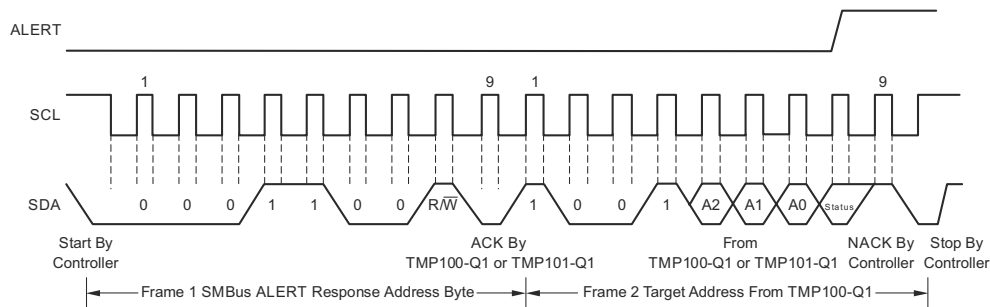 ALERT
1 9 1 9
SCL
SDA 0 0 0 1 1 0 0 R/W 1 0 0 1 A2 A1 A0 Status
Start By ACK By From NACK By Stop By
Controller TMP100-Q1 or TMP101-Q1 TMP100-Q1 or TMP101-Q1 Controller Controller
Frame 1 SMBus ALERT Response Address Byte Frame 2 Target Address From TMP100-Q1